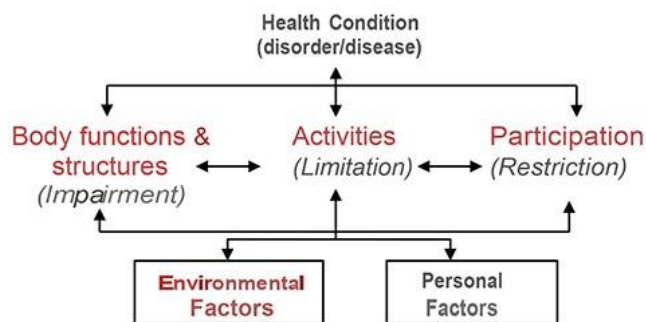 Health Condition
(disorder/disease)
Body functions & Activities Participation
structures (Limitation) (Restriction)
(Impairment)
Environmental Personal
Factors Factors